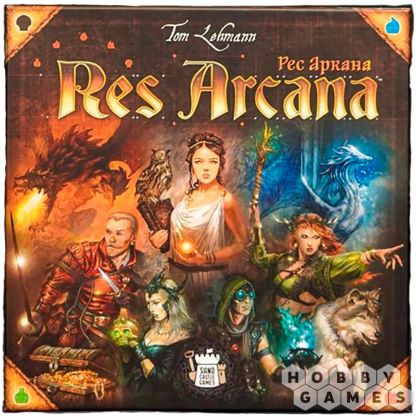 Tom Lehmann
Рес Аркана
Res Arcana
SAND
CASTLE
GAMES
HOBBY
GAMES